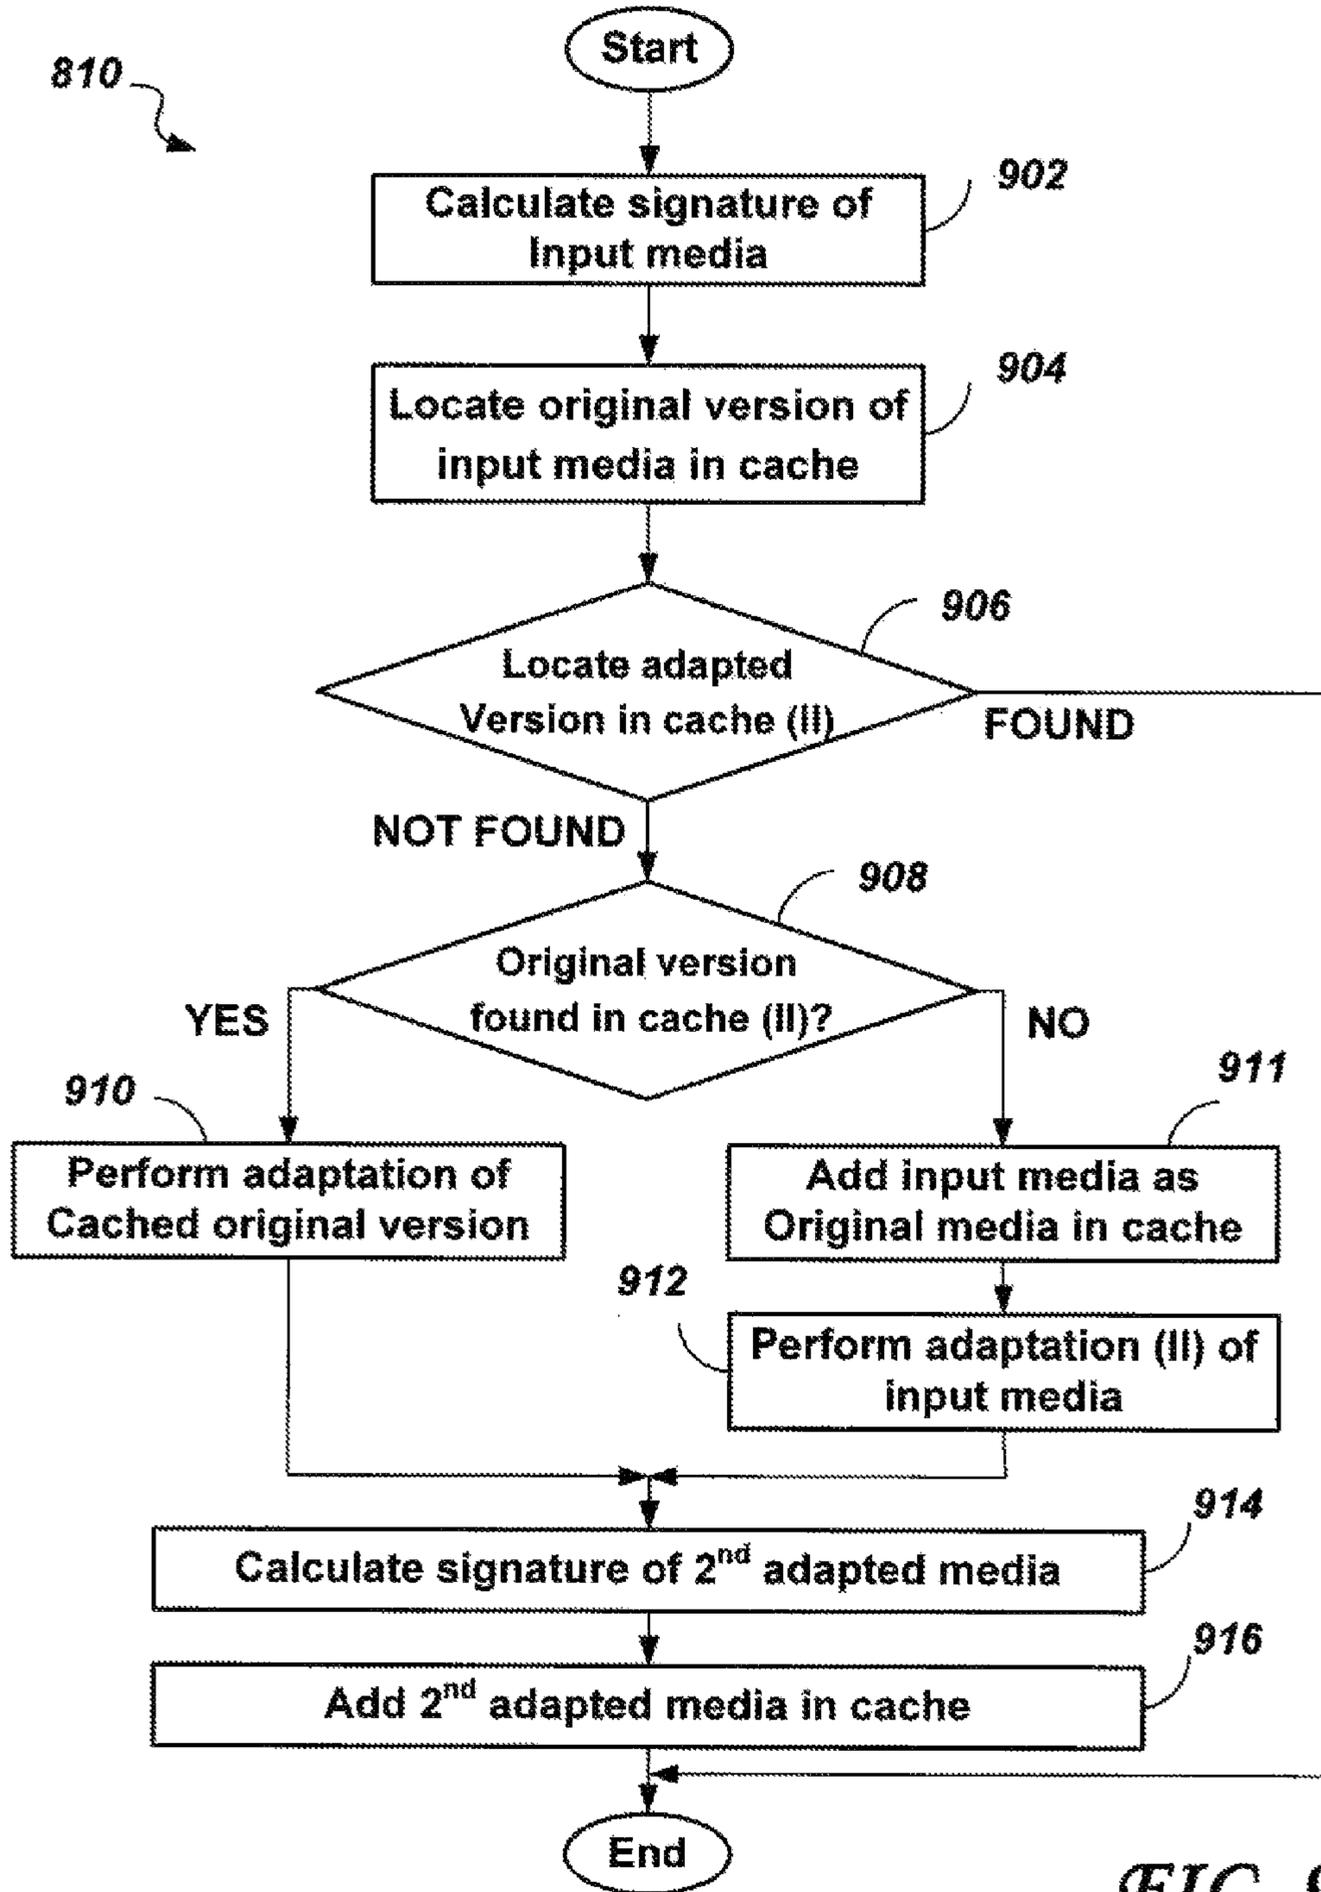 Start
810
902
Calculate signature of
Input media
904
Locate original version of
input media in cache
906
Locate adapted
Version in cache (II)
FOUND
NOT FOUND
908
Original version
found in cache (II)?
YES
NO
910
911
Perform adaptation of
Cached original version
Add input media as
Original media in cache
912
Perform adaptation (II) of
input media
914
Calculate signature of 2nd adapted media
916
Add 2nd adapted media in cache
End
FIG